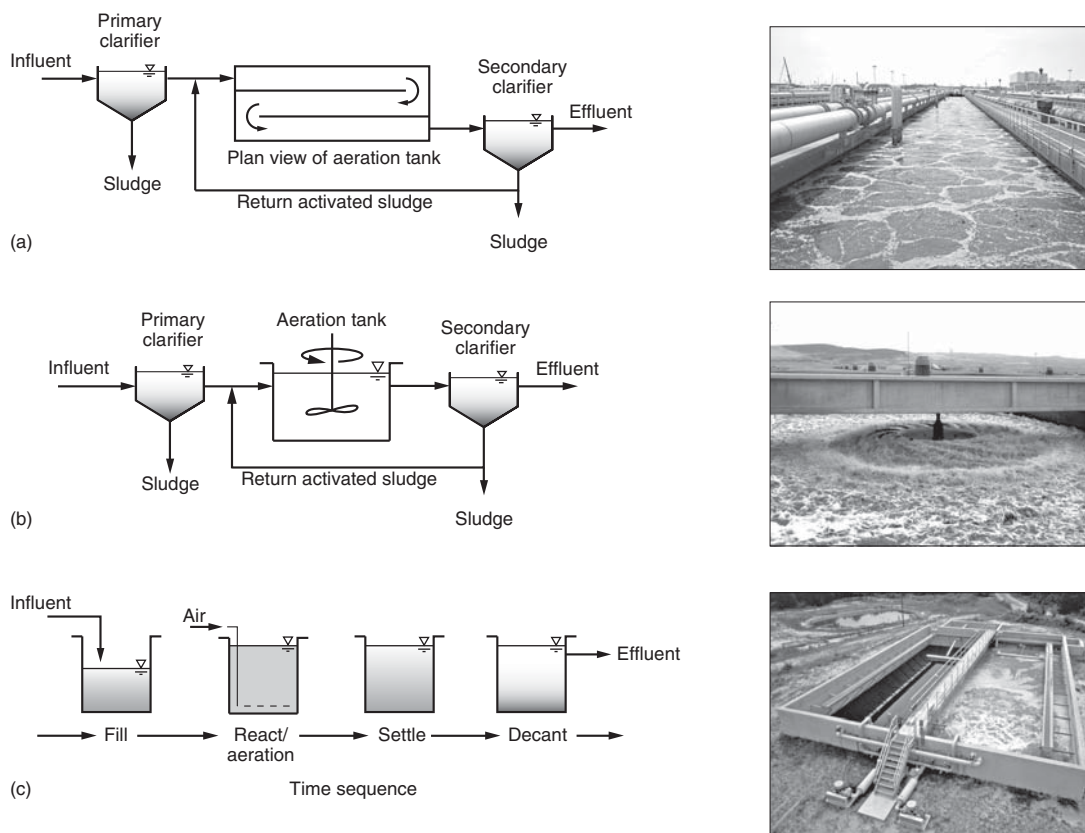 Primary
clarifier
Influent
Secondary
clarifier
Effluent
Plan view of aeration tank
Sludge
Return activated sludge
Sludge
(a)
Primary
clarifier
Aeration tank
Secondary
clarifier
Influent
Effluent
Return activated sludge
Sludge
Sludge
(b)
Influent
Air
Effluent
Fill
React/
aeration
Settle
Decant
(c)
Time sequence